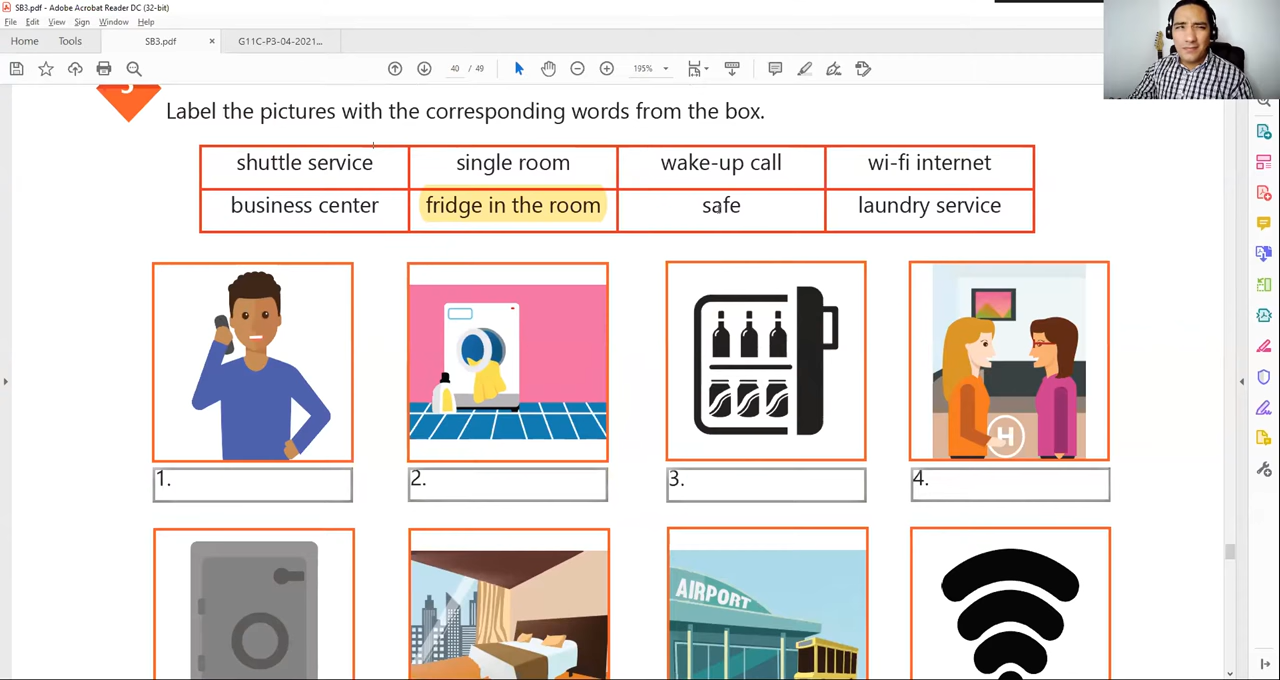 SB3.pdf - Adobe Acrobat Reader DC (32-bit)
File Edit View Sign Window Help
Home Tools SB3.pdf × G11C-P3-04-2021...
40 / 49 195%
Label the pictures with the corresponding words from the box.
shuttle service single room wake-up call wi-fi internet
business center fridge in the room safe laundry service
H
1. 2. 3. 4.
AIRPORT